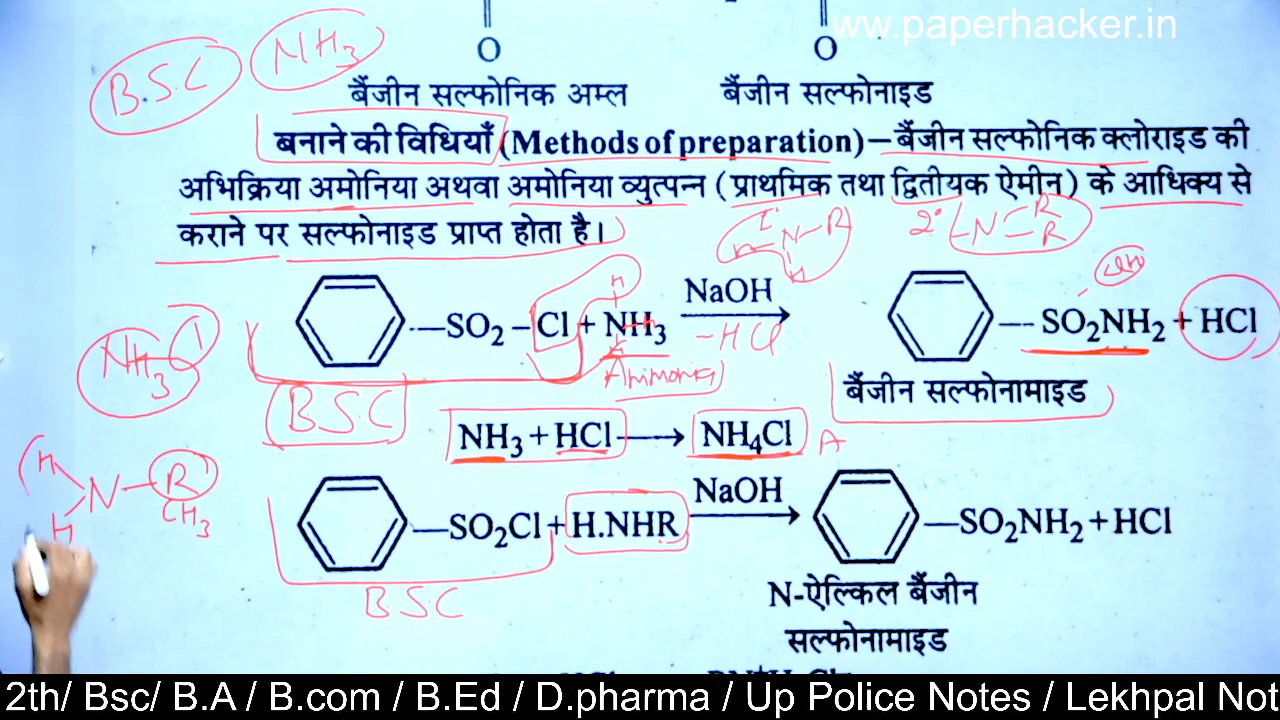 www.paperhacker.in
O O
B.S.C NH3
बैंजीन सल्फोनिक अम्ल बैंजीन सल्फोनाइड
बनाने की विधियाँ (Methods of preparation)—बैंजीन सल्फोनिक क्लोराइड की
अभिक्रिया अमोनिया अथवा अमोनिया व्युत्पन्न (प्राथमिक तथा द्वितीयक ऐमीन) के आधिक्य से
कराने पर सल्फोनाइड प्राप्त होता है।
N-R 2° N R R
H
NaOH
—SO₂ –Cl + NH₃ — SO₂NH₂ + HCl
-HCl
NH3
Ammonia
बैंजीन सल्फोनामाइड
BSC
NH₃ + HCl ⟶ NH₄Cl
H N - R
H CH3
NaOH
—SO₂Cl + H.NHR —SO₂NH₂ + HCl
BSC
N-ऐल्किल बैंजीन
सल्फोनामाइड
2th/ Bsc/ B.A / B.com / B.Ed / D.pharma / Up Police Notes / Lekhpal Not